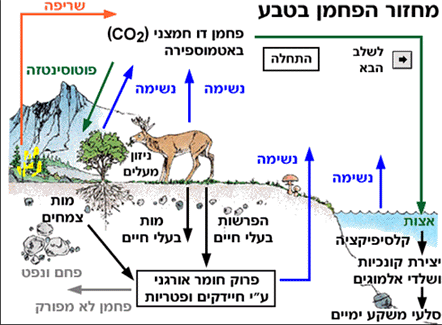 מחזור הפחמן בטבע
שריפה
פחמן דו חמצני (CO2)
באטמוספירה
התחלה
לשלב
הבא
פוטוסינתזה
נשימה
נשימה
נשימה
נשימה
ניזון
מעלים
אצות
קלסיפיקציה
יצירת קונכיות
ושלדי אלמוגים
סלעי משקע ימיים
מות
צמחים
מות
בעלי חיים
הפרשות
בעלי חיים
פחם ונפט
פחמן לא מפורק
פרוק חומר אורגני
ע״י חיידקים ופטריות